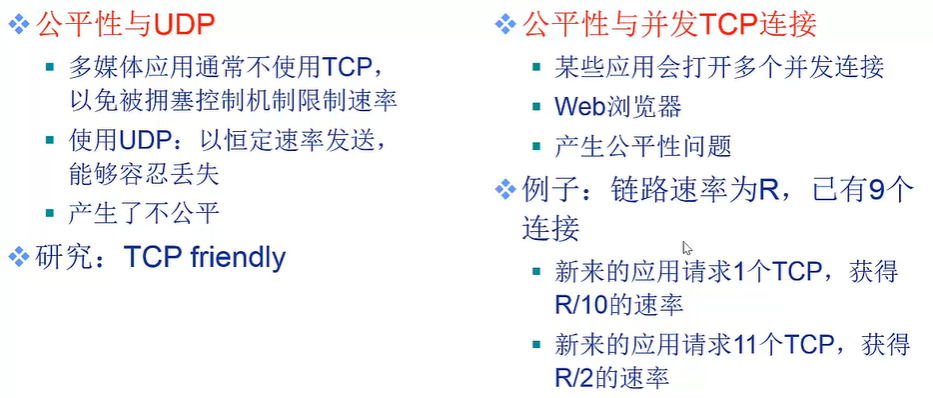 公平性与UDP
多媒体应用通常不使用TCP，
以免被拥塞控制机制限制速率
使用UDP：以恒定速率发送，
能够容忍丢失
产生了不公平
研究：TCP friendly
公平性与并发TCP连接
某些应用会打开多个并发连接
Web浏览器
产生公平性问题
例子：链路速率为R，已有9个
连接
新来的应用请求1个TCP，获得
R/10的速率
新来的应用请求11个TCP，获得
R/2的速率